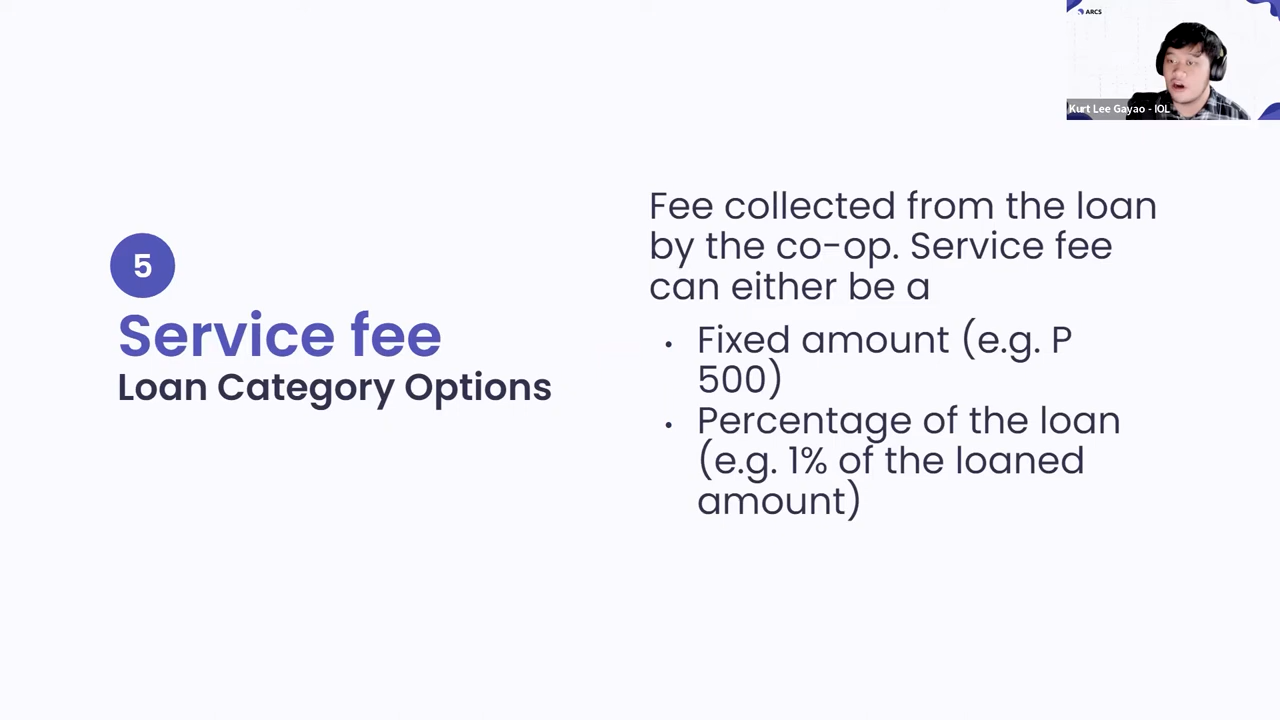 ARCS
Kurt Lee Gayao - IOL
5
Service fee
Loan Category Options
Fee collected from the loan
by the co-op. Service fee
can either be a
• Fixed amount (e.g. P
500)
• Percentage of the loan
(e.g. 1% of the loaned
amount)